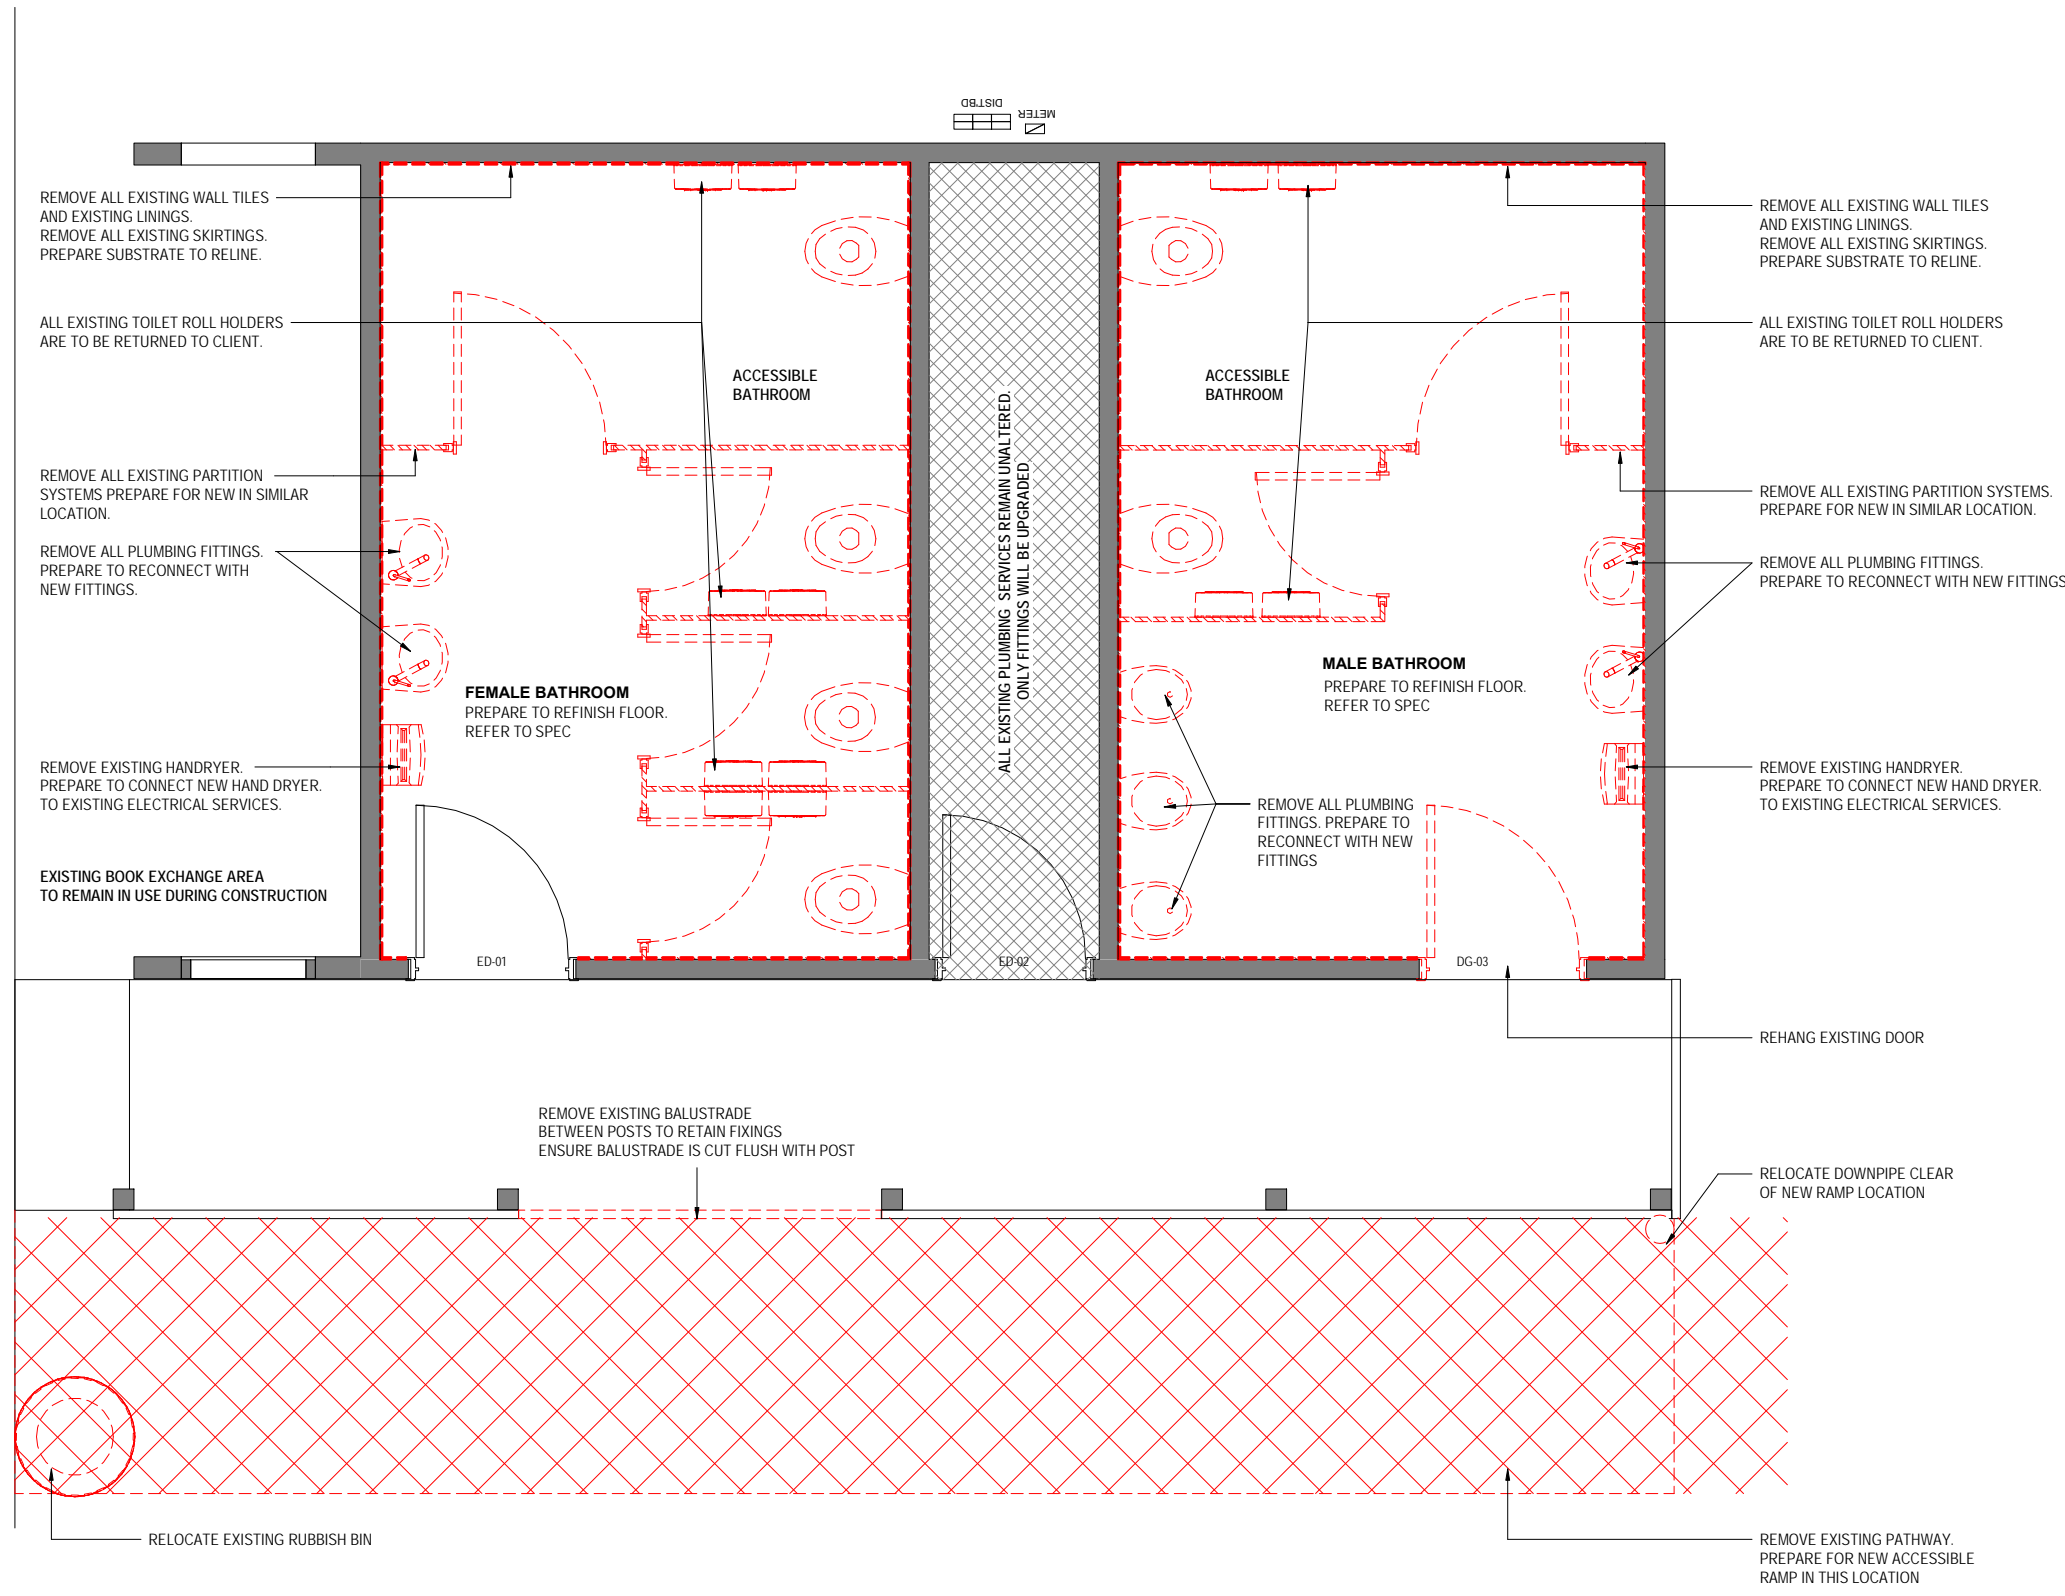 DIST'BD
METER
REMOVE ALL EXISTING WALL TILES
AND EXISTING LININGS.
REMOVE ALL EXISTING SKIRTINGS.
PREPARE SUBSTRATE TO RELINE.
ALL EXISTING TOILET ROLL HOLDERS
ARE TO BE RETURNED TO CLIENT.
REMOVE ALL EXISTING PARTITION
SYSTEMS PREPARE FOR NEW IN SIMILAR
LOCATION.
REMOVE ALL PLUMBING FITTINGS.
PREPARE TO RECONNECT WITH
NEW FITTINGS.
REMOVE EXISTING HANDRYER.
PREPARE TO CONNECT NEW HAND DRYER.
TO EXISTING ELECTRICAL SERVICES.
EXISTING BOOK EXCHANGE AREA
TO REMAIN IN USE DURING CONSTRUCTION
ACCESSIBLE
BATHROOM
FEMALE BATHROOM
PREPARE TO REFINISH FLOOR.
REFER TO SPEC
ED-01
ALL EXISTING PLUMBING SERVICES REMAIN UNALTERED.
ONLY FITTINGS WILL BE UPGRADED
ED-02
ACCESSIBLE
BATHROOM
MALE BATHROOM
PREPARE TO REFINISH FLOOR.
REFER TO SPEC
REMOVE ALL PLUMBING
FITTINGS. PREPARE TO
RECONNECT WITH NEW
FITTINGS
DG-03
REMOVE ALL EXISTING WALL TILES
AND EXISTING LININGS.
REMOVE ALL EXISTING SKIRTINGS.
PREPARE SUBSTRATE TO RELINE.
ALL EXISTING TOILET ROLL HOLDERS
ARE TO BE RETURNED TO CLIENT.
REMOVE ALL EXISTING PARTITION SYSTEMS.
PREPARE FOR NEW IN SIMILAR LOCATION.
REMOVE ALL PLUMBING FITTINGS.
PREPARE TO RECONNECT WITH NEW FITTINGS
REMOVE EXISTING HANDRYER.
PREPARE TO CONNECT NEW HAND DRYER.
TO EXISTING ELECTRICAL SERVICES.
REHANG EXISTING DOOR
REMOVE EXISTING BALUSTRADE
BETWEEN POSTS TO RETAIN FIXINGS
ENSURE BALUSTRADE IS CUT FLUSH WITH POST
RELOCATE DOWNPIPE CLEAR
OF NEW RAMP LOCATION
RELOCATE EXISTING RUBBISH BIN
REMOVE EXISTING PATHWAY.
PREPARE FOR NEW ACCESSIBLE
RAMP IN THIS LOCATION